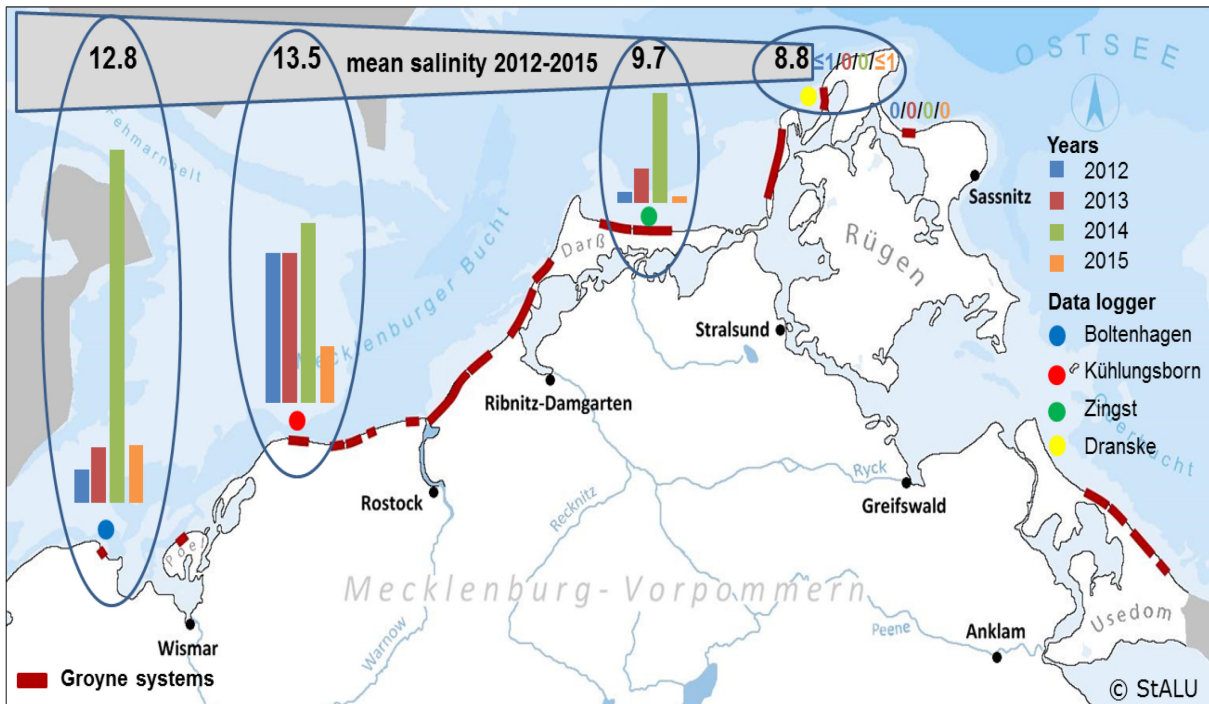 12.8
13.5
mean salinity 2012-2015
9.7
8.8
≤1/0/0/≤1
OSTSEE
0/0/0/0
Fehmarnbelt
Mecklenburger Bucht
Darß
Rügen
Sassnitz
Stralsund
Ribnitz-Damgarten
Years
2012
2013
2014
2015
Data logger
Boltenhagen
Kühlungsborn
Zingst
Dranske
Oderbucht
Ryck
Greifswald
Rostock
Recknitz
Poel
Mecklenburg-Vorpommern
Wismar
Warnow
Peene
Anklam
Usedom
Groyne systems
© StALU